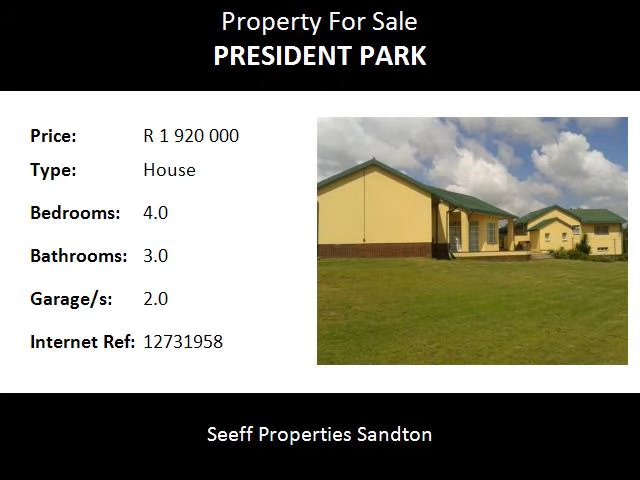 Property For Sale
PRESIDENT PARK
Price: R 1 920 000
Type: House
Bedrooms: 4.0
Bathrooms: 3.0
Garage/s: 2.0
Internet Ref: 12731958
Seeff Properties Sandton